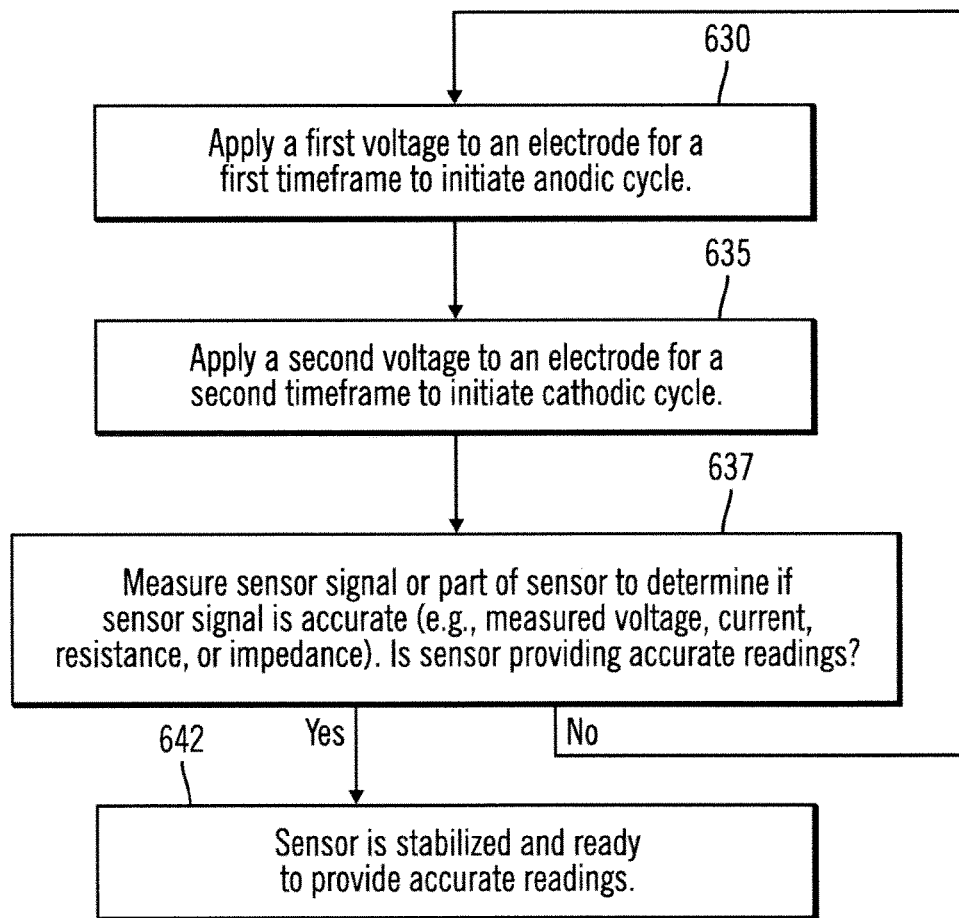 630
Apply a first voltage to an electrode for a
first timeframe to initiate anodic cycle.
635
Apply a second voltage to an electrode for a
second timeframe to initiate cathodic cycle.
637
Measure sensor signal or part of sensor to determine if
sensor signal is accurate (e.g., measured voltage, current,
resistance, or impedance). Is sensor providing accurate readings?
642
Yes
No
Sensor is stabilized and ready
to provide accurate readings.